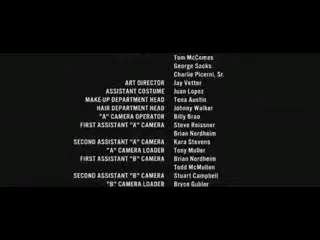 Tom McComas
George Sacks
Charlie Picerni, Sr.
ART DIRECTOR Jay Vetter
ASSISTANT COSTUME Juan Lopez
MAKE-UP DEPARTMENT HEAD Tena Austin
HAIR DEPARTMENT HEAD Johnny Walker
"A" CAMERA OPERATOR Billy Brao
FIRST ASSISTANT "A" CAMERA Steve Reissner
Brian Nordheim
SECOND ASSISTANT "A" CAMERA Kara Stevens
"A" CAMERA LOADER Tony Muller
FIRST ASSISTANT "B" CAMERA Brian Nordheim
Todd McMullen
SECOND ASSISTANT "B" CAMERA Stuart Campbell
"B" CAMERA LOADER Bryce Gubler